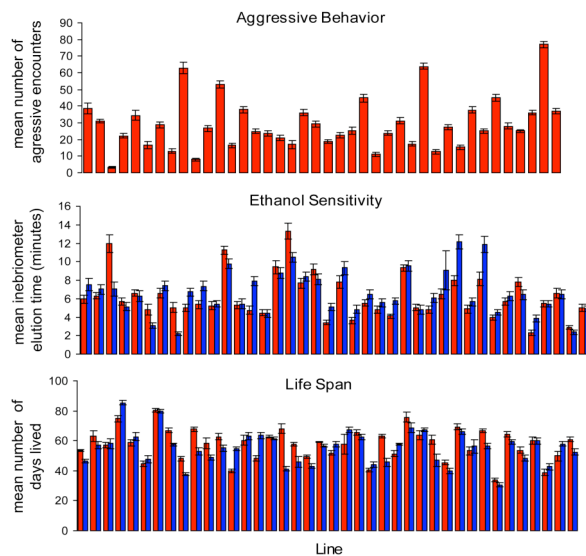 Aggressive Behavior
mean number of
agressive encounters
90
80
70
60
50
40
30
20
10
0
Ethanol Sensitivity
mean inebriometer
elution time (minutes)
16
14
12
10
8
6
4
2
0
Life Span
mean number of
days lived
100
80
60
40
20
0
Line